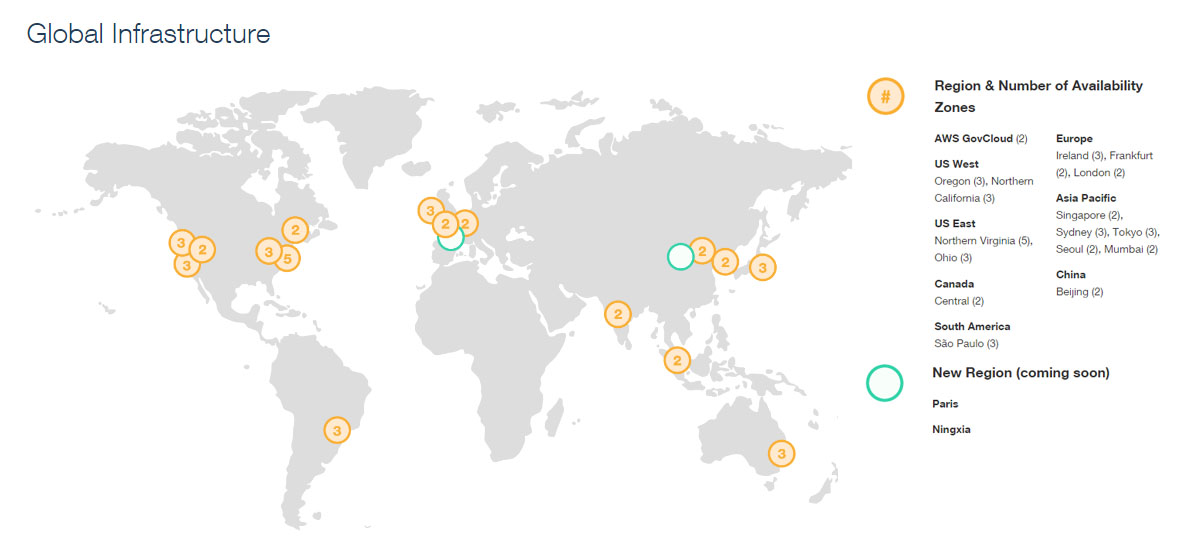 Global Infrastructure
#
Region & Number of Availability
Zones
AWS GovCloud (2)
US West
Oregon (3), Northern
California (3)
US East
Northern Virginia (5),
Ohio (3)
Canada
Central (2)
South America
São Paulo (3)
Europe
Ireland (3), Frankfurt
(2), London (2)
Asia Pacific
Singapore (2),
Sydney (3), Tokyo (3),
Seoul (2), Mumbai (2)
China
Beijing (2)
New Region (coming soon)
Paris
Ningxia
3
2
2
2
3
2
3
5
3
2
2
3
2
2
3
3